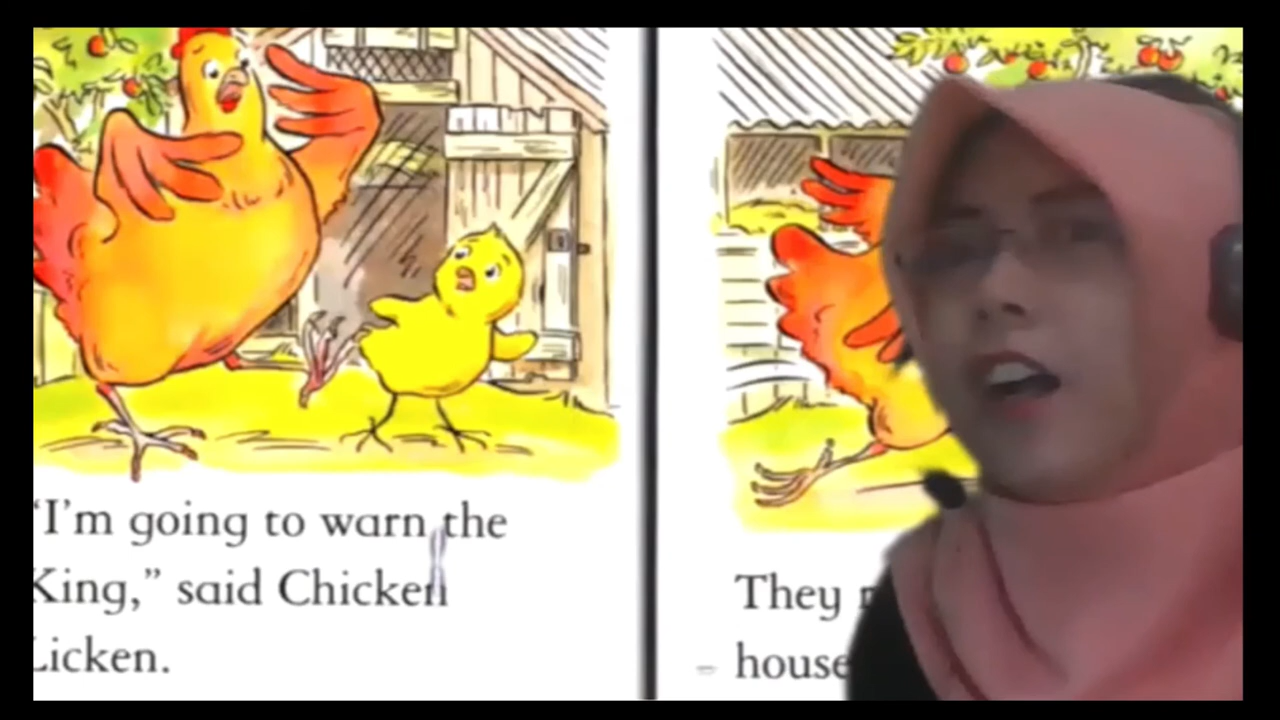 “I'm going to warn the
King,” said Chicken
Licken.
They
house